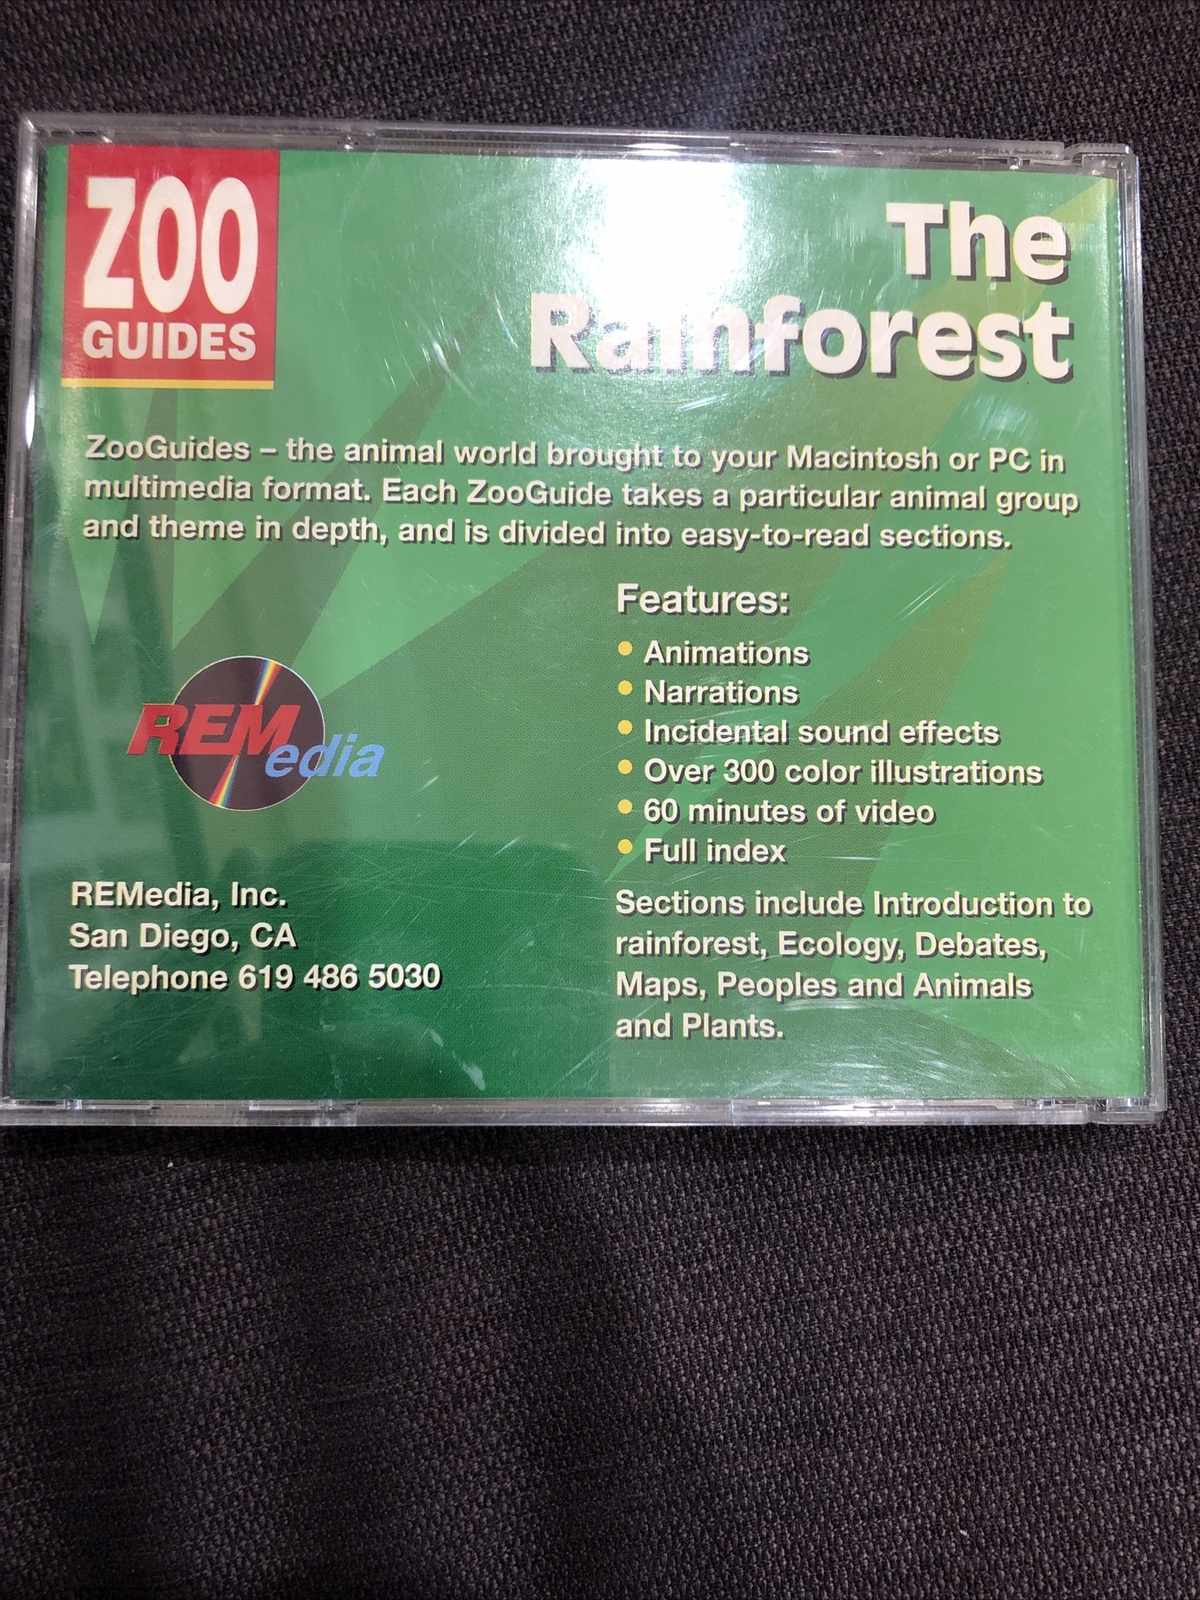 ZOO
GUIDES
The
Rainforest
ZooGuides – the animal world brought to your Macintosh or PC in
multimedia format. Each ZooGuide takes a particular animal group
and theme in depth, and is divided into easy-to-read sections.
Features:
• Animations
• Narrations
• Incidental sound effects
• Over 300 color illustrations
• 60 minutes of video
• Full index
Sections include Introduction to
rainforest, Ecology, Debates,
Maps, Peoples and Animals
and Plants.
REMedia
REMedia, Inc.
San Diego, CA
Telephone 619 486 5030